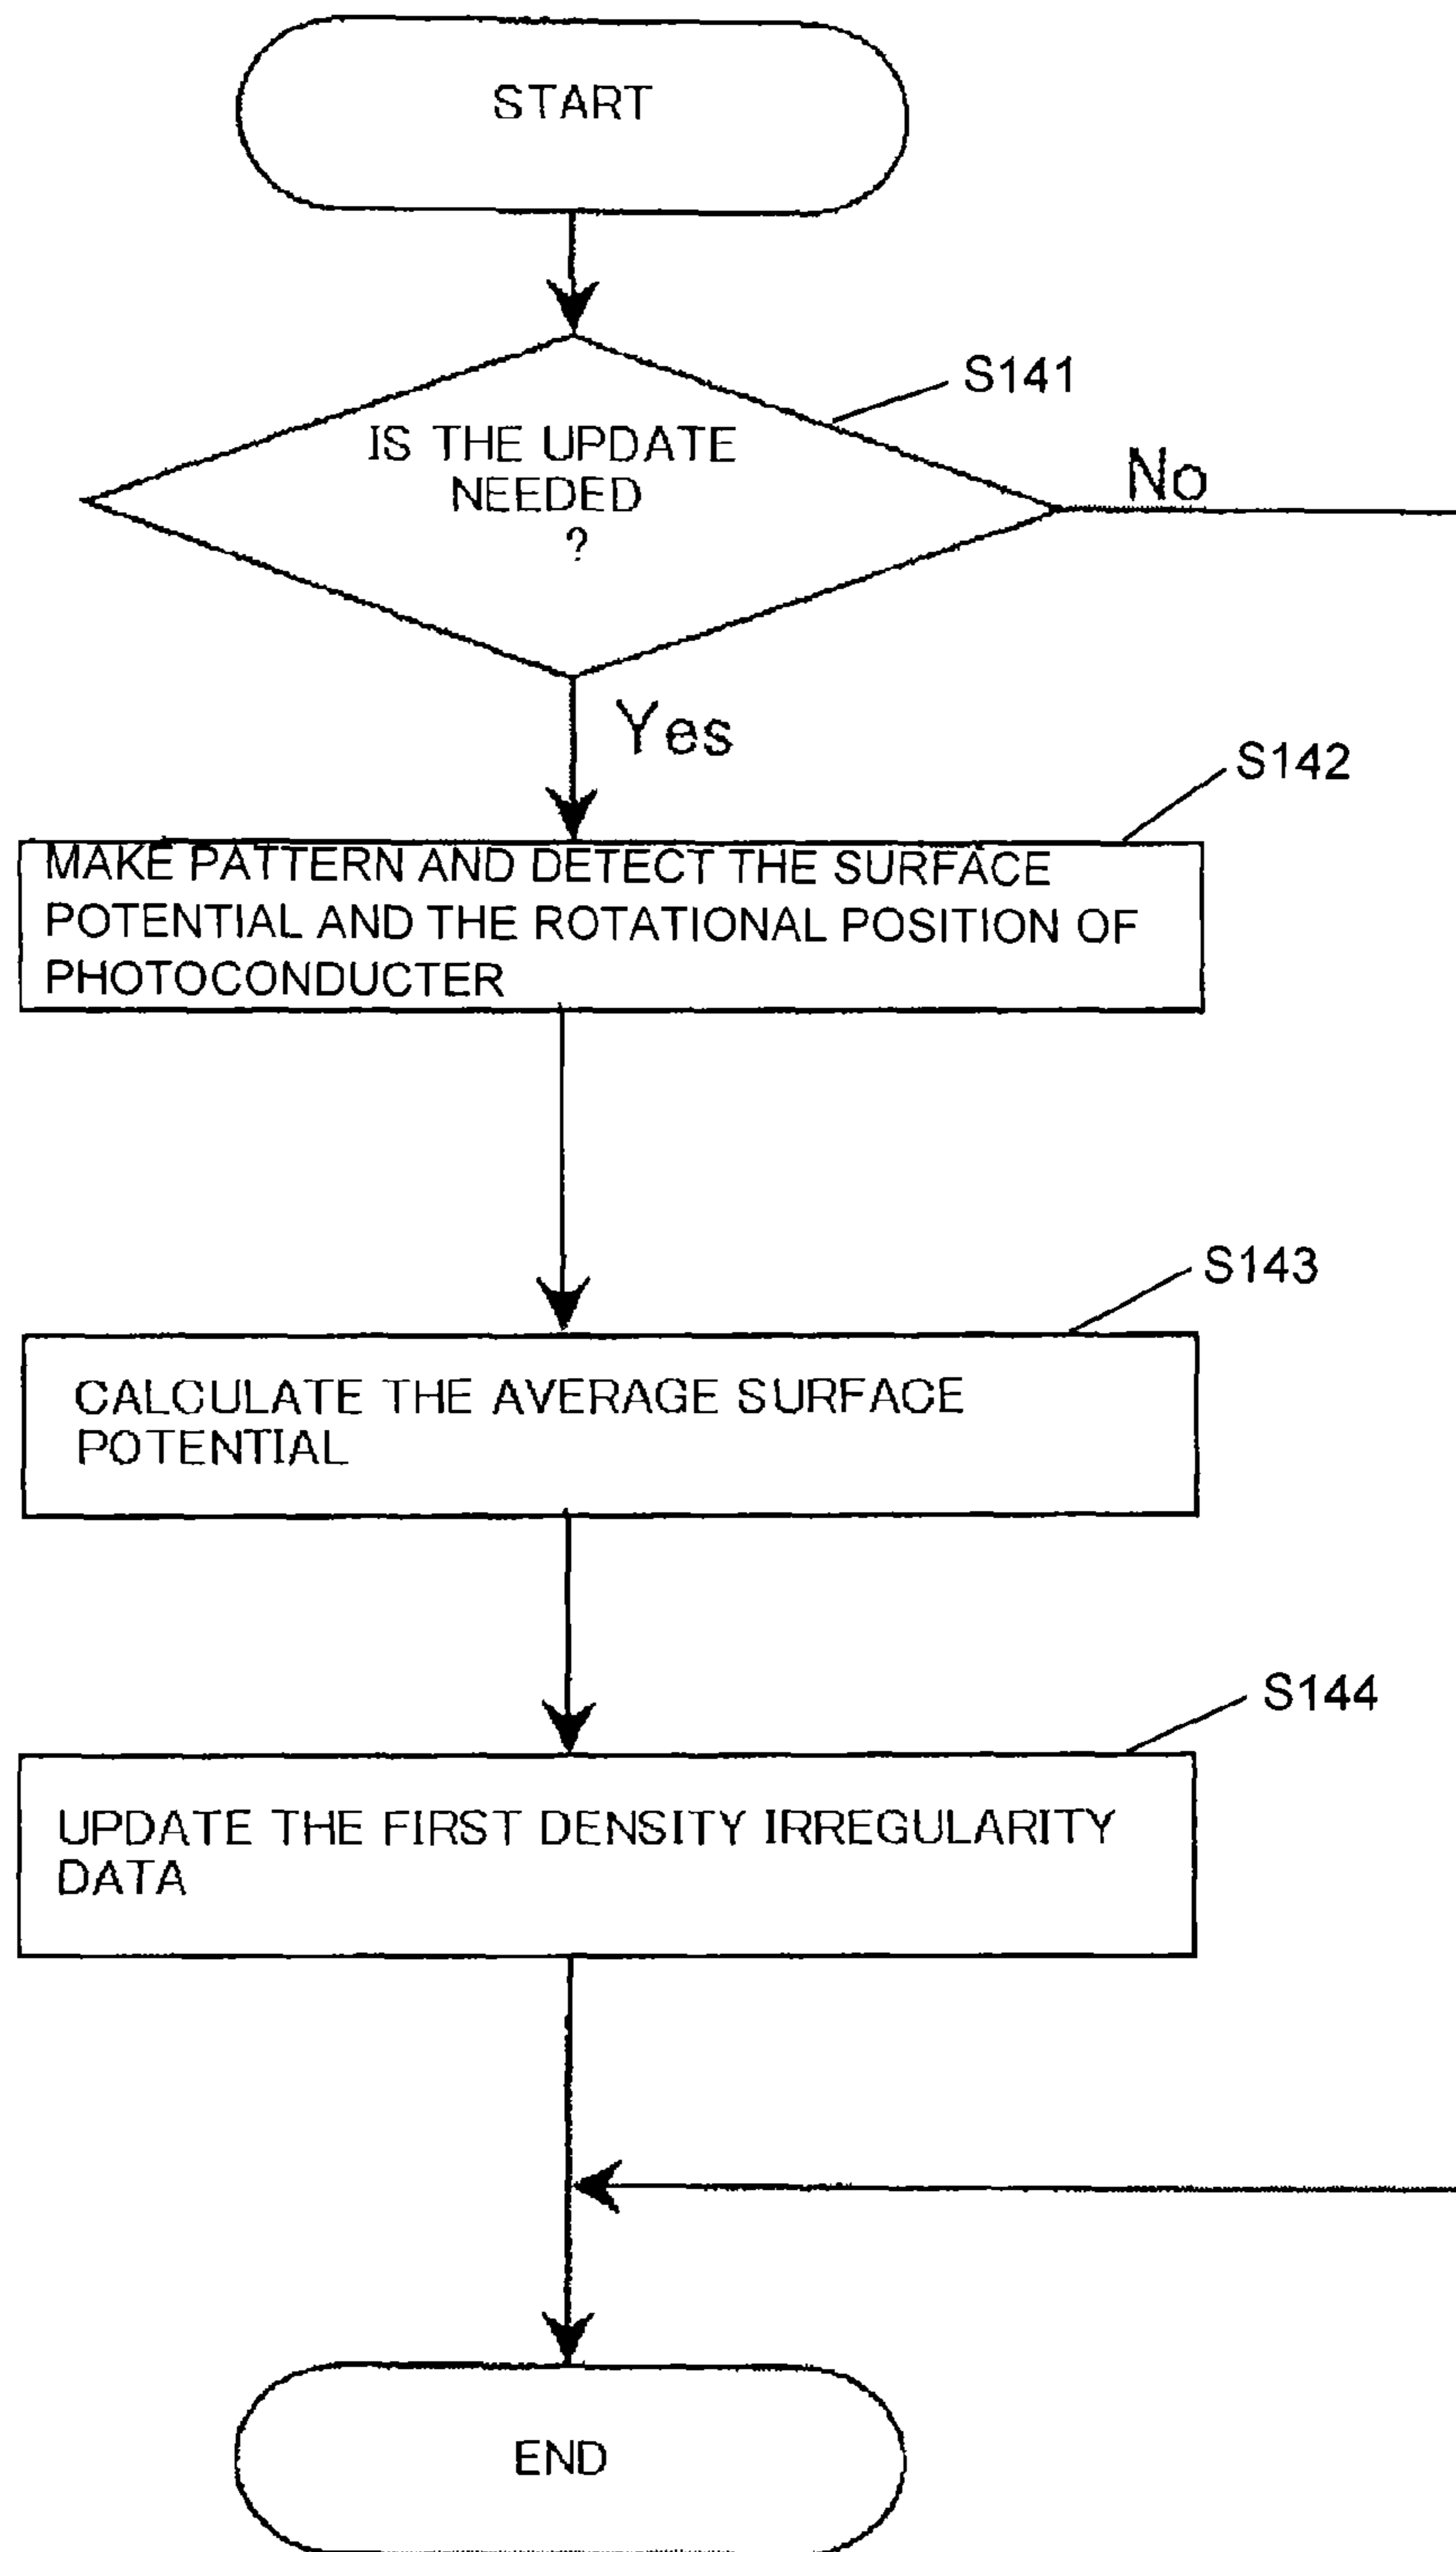 START
S141
IS THE UPDATE
NEEDED
?
No
Yes
S142
MAKE PATTERN AND DETECT THE SURFACE
POTENTIAL AND THE ROTATIONAL POSITION OF
PHOTOCONDUCTER
S143
CALCULATE THE AVERAGE SURFACE
POTENTIAL
S144
UPDATE THE FIRST DENSITY IRREGULARITY
DATA
END